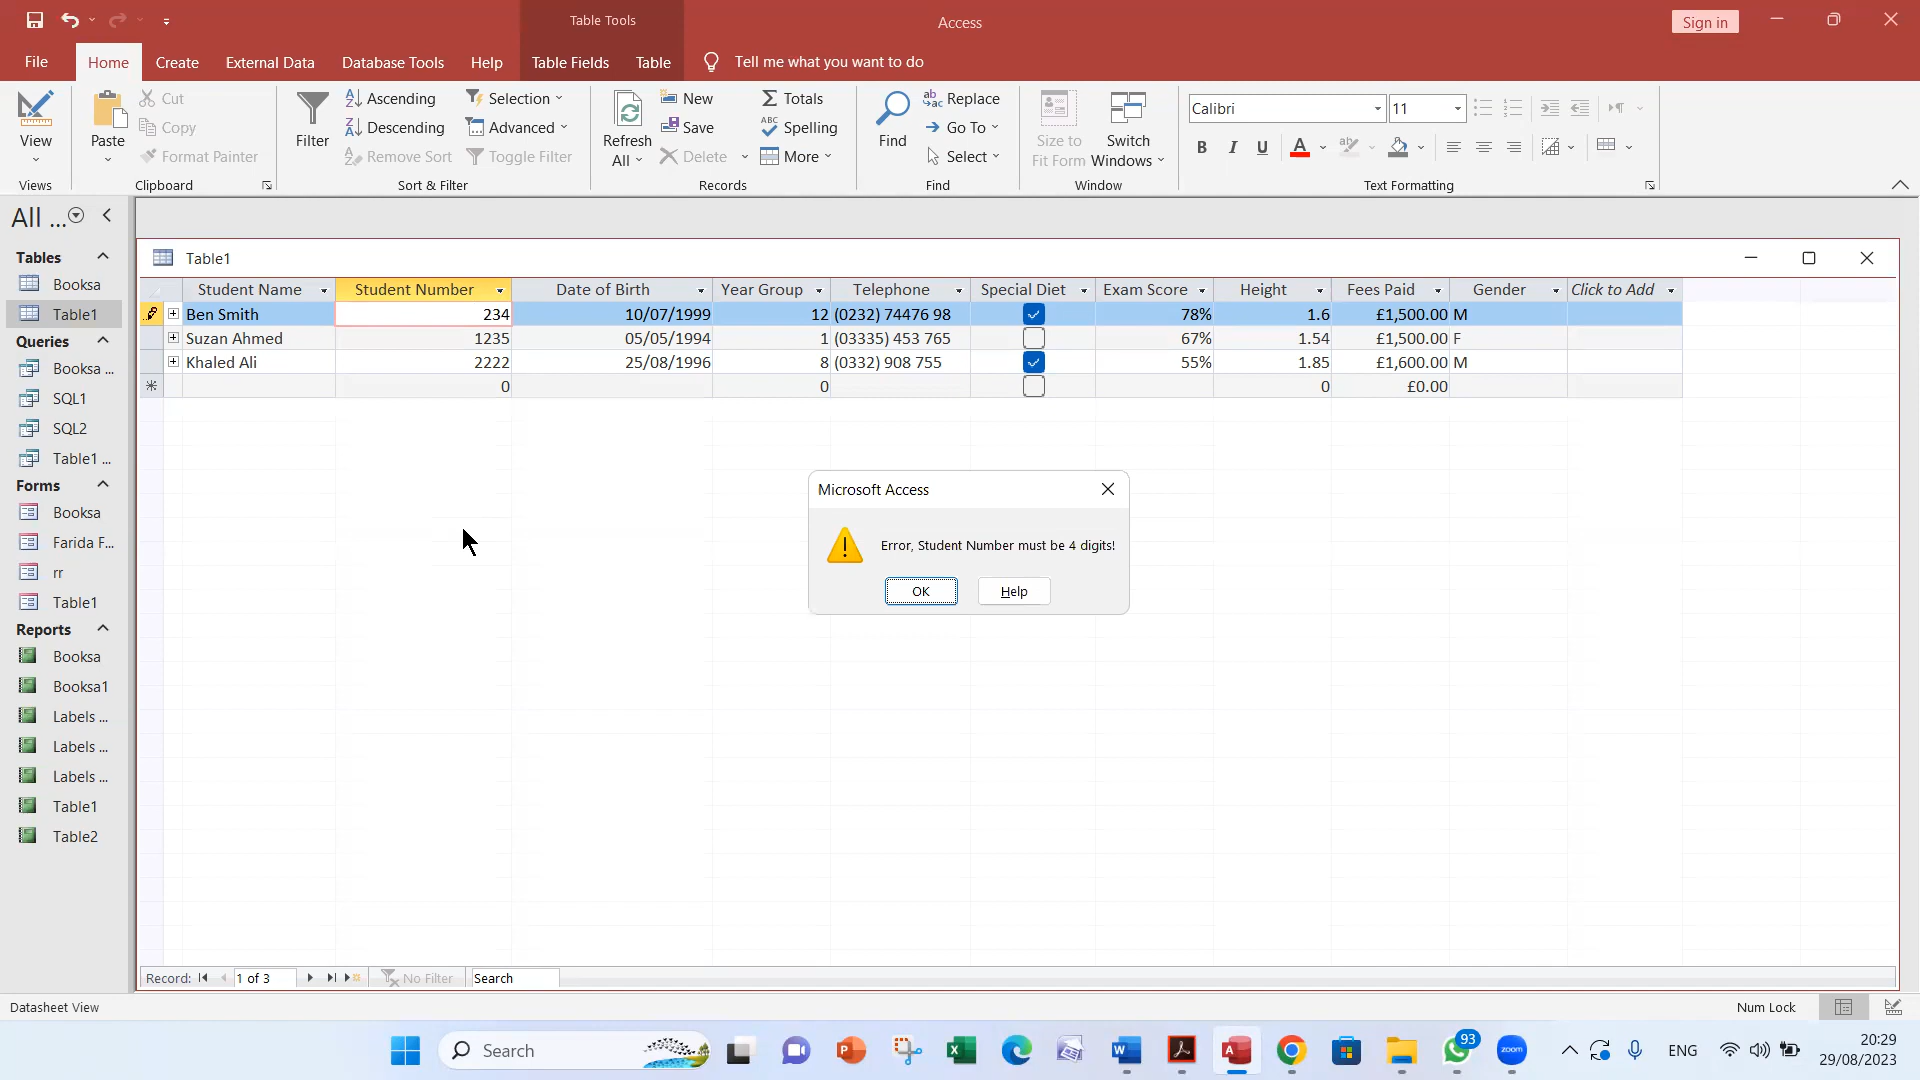 Table Tools
Access
Sign in
File
Home
Create
External Data
Database Tools
Help
Table Fields
Table
Tell me what you want to do
View
Views
Paste
Cut
Copy
Format Painter
Clipboard
Filter
Ascending
Descending
Remove Sort
Selection
Advanced
Toggle Filter
Sort & Filter
Refresh
All
New
Save
Delete
Totals
Spelling
More
Records
Find
Replace
Go To
Select
Find
Size to
Fit Form
Switch
Windows
Window
Calibri
11
B I U A
Text Formatting
All ...
Tables
Booksa
Table1
Queries
Booksa ...
SQL1
SQL2
Table1 ...
Forms
Booksa
Farida F...
rr
Table1
Reports
Booksa
Booksa1
Labels ...
Labels ...
Labels ...
Table1
Table2
Table1
Student Name Student Number Date of Birth Year Group Telephone Special Diet Exam Score Height Fees Paid Gender Click to Add
Ben Smith 234 10/07/1999 12 (0232) 74476 98 78% 1.6 £1,500.00 M
Suzan Ahmed 1235 05/05/1994 1 (03335) 453 765 67% 1.54 £1,500.00 F
Khaled Ali 2222 25/08/1996 8 (0332) 908 755 55% 1.85 £1,600.00 M
0 0 0 £0.00
Microsoft Access
Error, Student Number must be 4 digits!
OK
Help
Record: 1 of 3 No Filter Search
Datasheet View
Num Lock
Search
93
zoom
ENG
20:29
29/08/2023